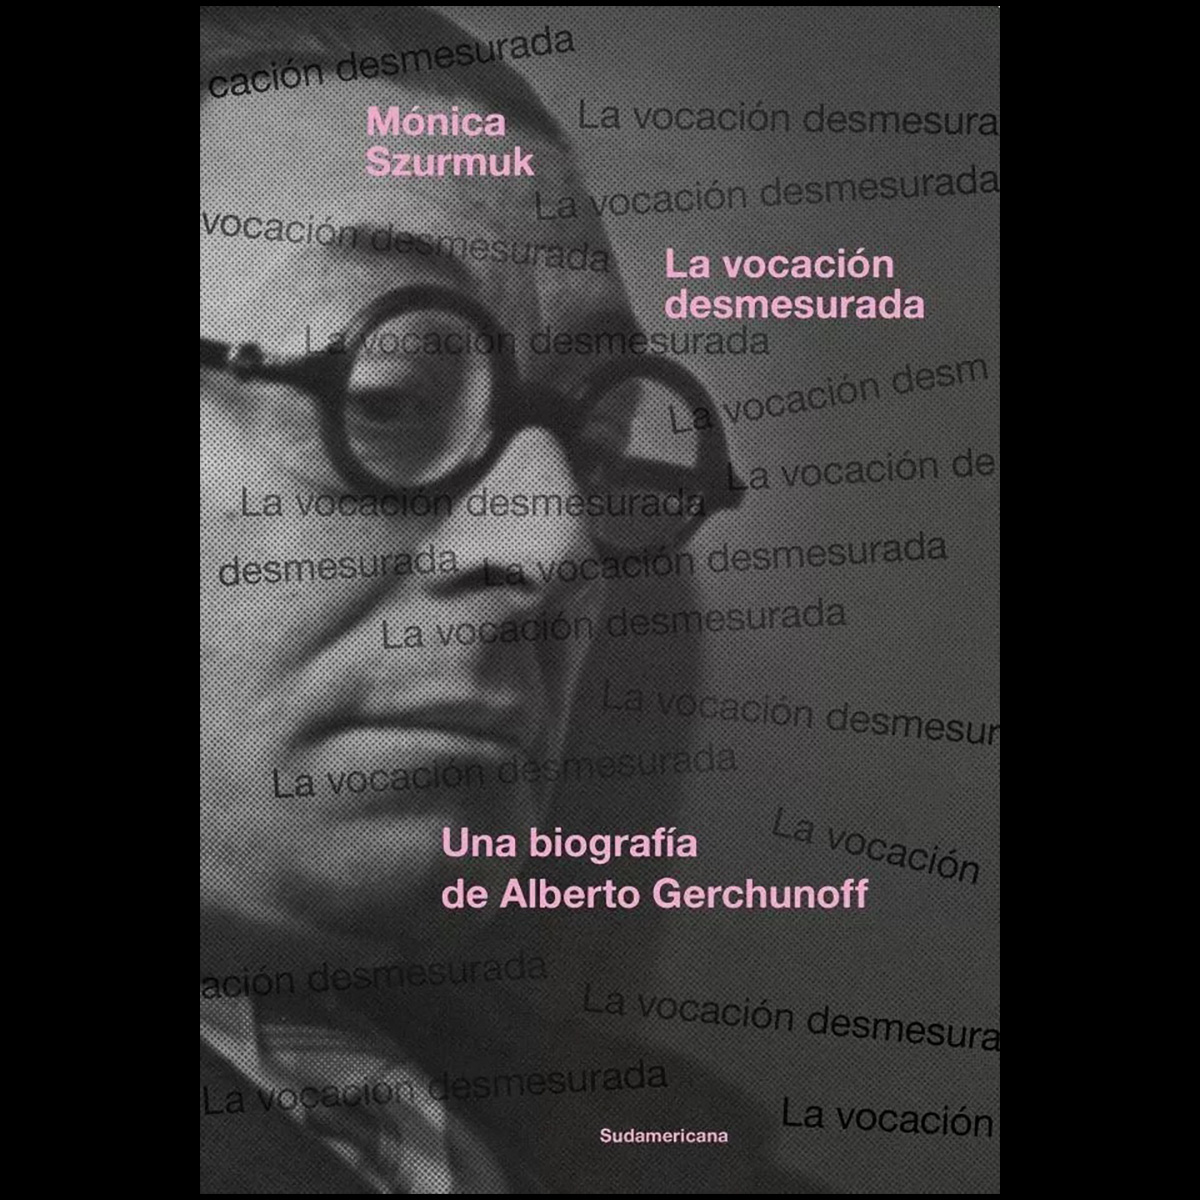 cación desmesurada
Mónica
Szurmuk
La vocación desmesura
La vocación desmesurada
vocación desmesurada
La vocación
desmesurada
La vocación desmesurada
La vocación desm
La vocación de
La vocación desmesurada
desmesurada
La vocación desmesurada
La vocación desmesurada
La vocación desmesur
La vocación desmesurada
La vocación
Una biografía
de Alberto Gerchunoff
ación desmesurada
La vocación desmesura
La vocación desmesurada
La vocación
Sudamericana